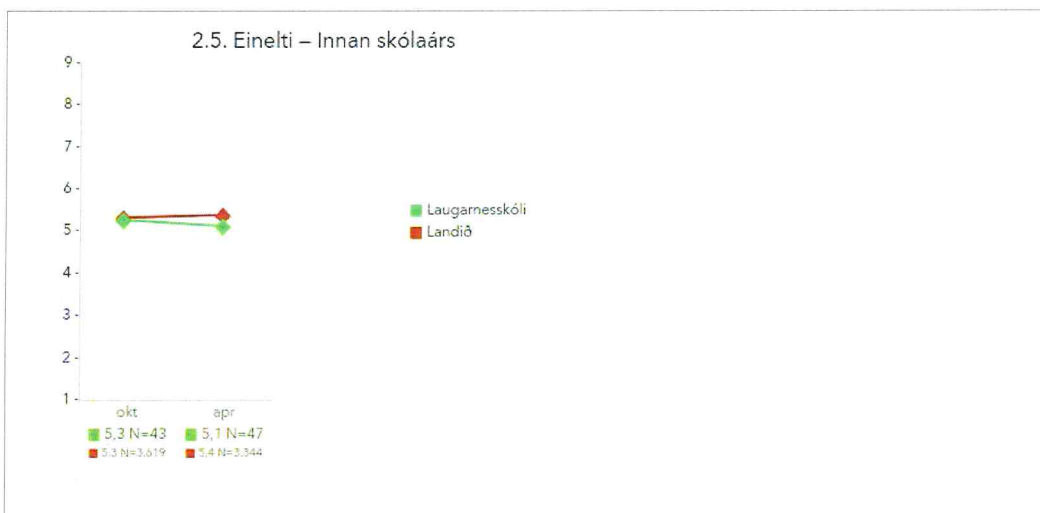 2.5. Einelti – Innan skólaárs
9
8
7
6
5
4
3
2
1
Laugarnesskóli
Landið
okt apr
5,3 N=43 5,1 N=47
5,3 N=3.619 5,4 N=3.344